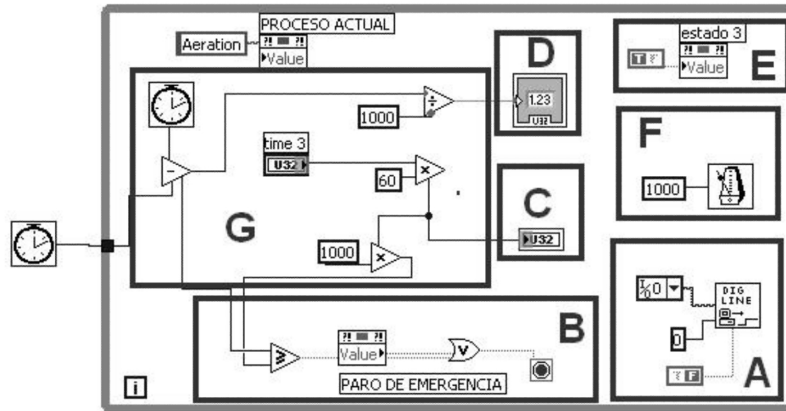 PROCESO ACTUAL
Aeration
?! ?!
Value
estado 3
?! ?!
T
Value
E
D
1.23
U32
1000
÷
time 3
U32
60
×
-
F
1000
G
C
U32
1000
×
I/O
DIG
LINE
0
F
A
B
≥
?! ?!
Value
V
PARO DE EMERGENCIA
i